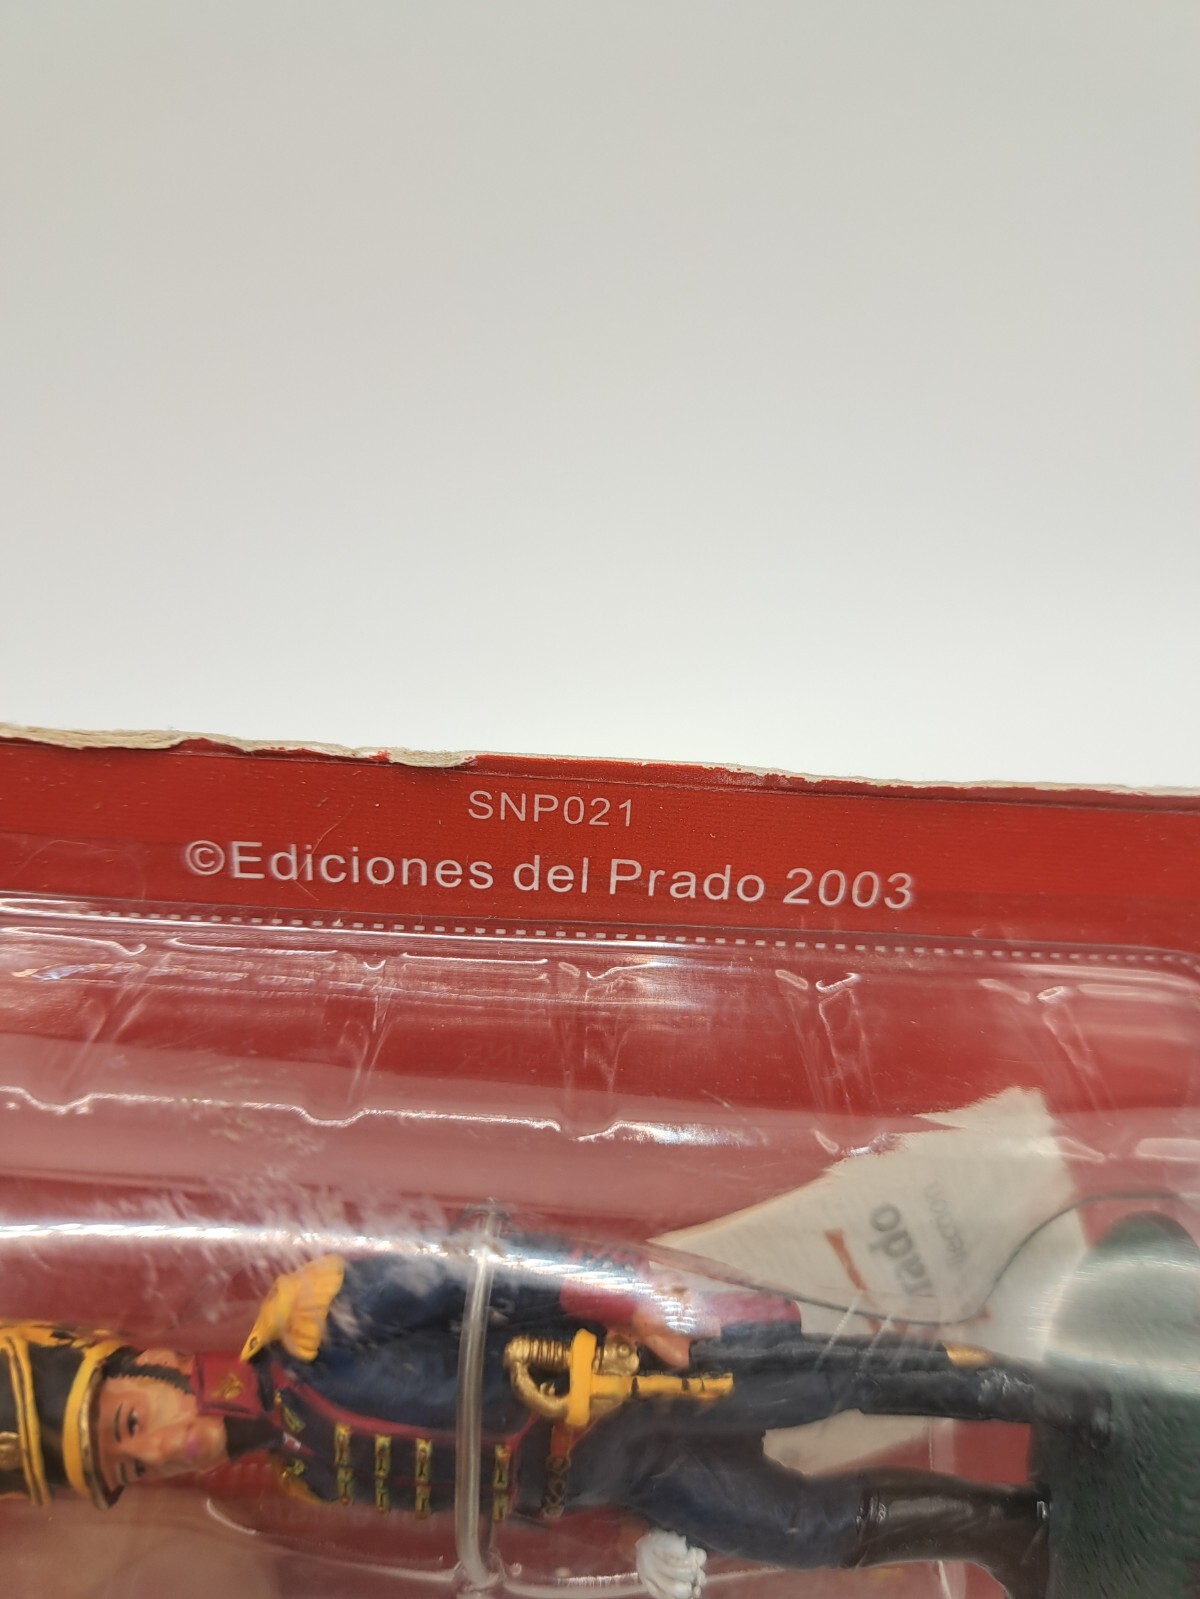 SNP021
©Ediciones del Prado 2003